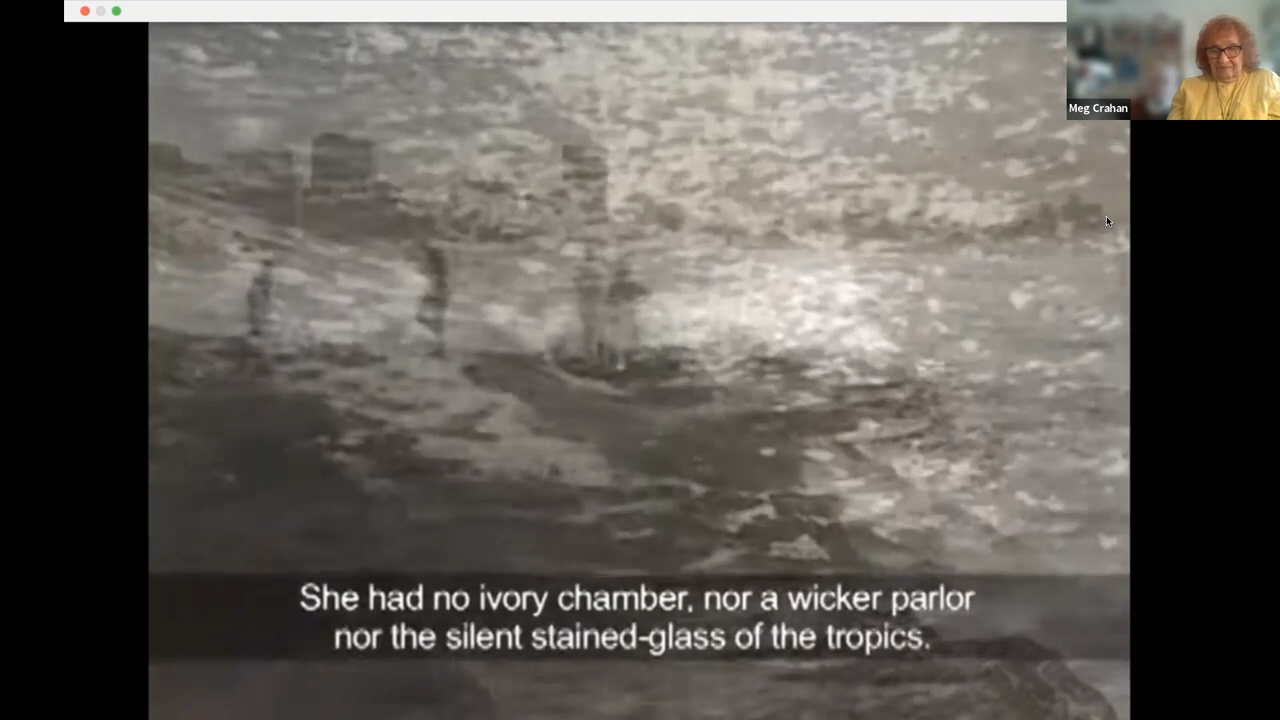 Meg Crahan
She had no ivory chamber, nor a wicker parlor
nor the silent stained-glass of the tropics.